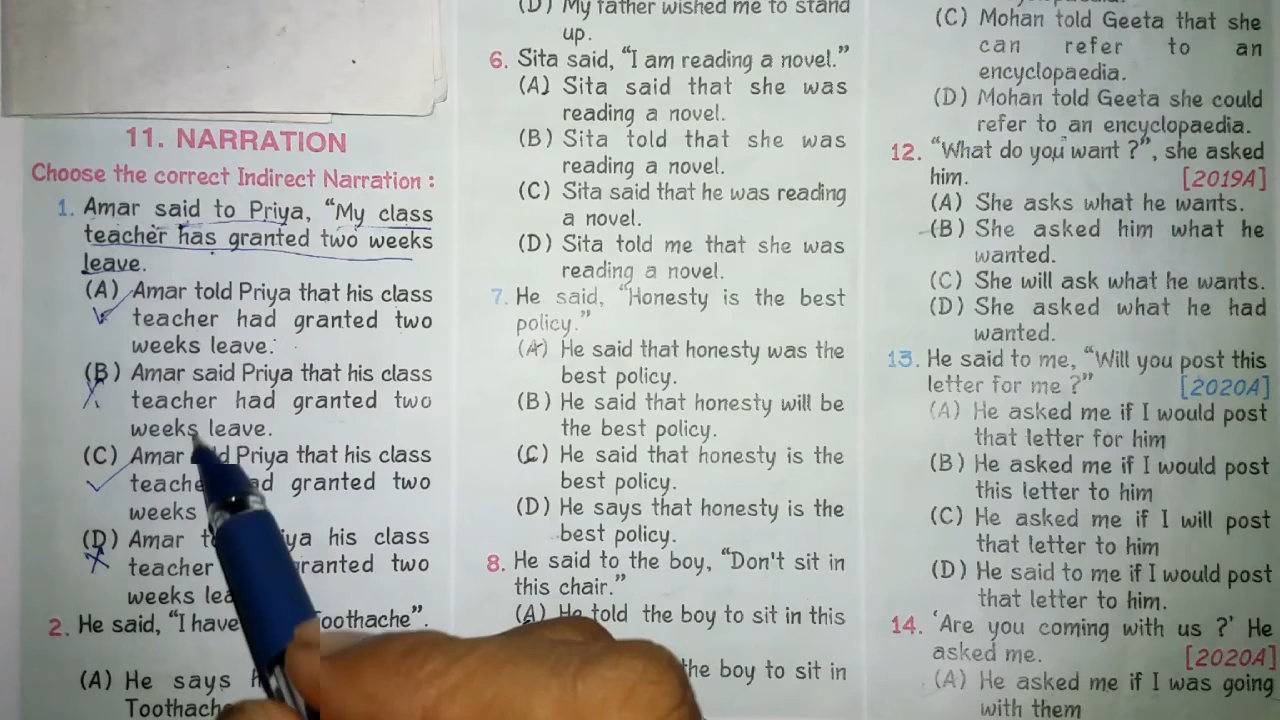 11. NARRATION
Choose the correct Indirect Narration :
1. Amar said to Priya, “My class
teacher has granted two weeks
leave.
(A) Amar told Priya that his class
teacher had granted two
weeks leave.
(B) Amar said Priya that his class
teacher had granted two
weeks leave.
(C) Amar Priya that his class
granted two
weeks
(D) Amar his class
teacher granted two
weeks
2. He said, “I have Toothache”.
(A) He says
(D) My father wished me to stand
up.
6. Sita said, “I am reading a novel.”
(A) Sita said that she was
reading a novel.
(B) Sita told that she was
reading a novel.
(C) Sita said that he was reading
a novel.
(D) Sita told me that she was
reading a novel.
7. He said, “Honesty is the best
policy.”
(A) He said that honesty was the
best policy.
(B) He said that honesty will be
the best policy.
(C) He said that honesty is the
best policy.
(D) He says that honesty is the
best policy.
8. He said to the boy, “Don't sit in
this chair.”
(A) He told the boy to sit in this
the boy to sit in
(C) Mohan told Geeta that she
can refer to an
encyclopaedia.
(D) Mohan told Geeta she could
refer to an encyclopaedia.
12. “What do you want ?”, she asked
him. [2019A]
(A) She asks what he wants.
(B) She asked him what he
wanted.
(C) She will ask what he wants.
(D) She asked what he had
wanted.
13. He said to me, “Will you post this
letter for me ?” [2020A]
(A) He asked me if I would post
that letter for him
(B) He asked me if I would post
this letter to him
(C) He asked me if I will post
that letter to him
(D) He said to me if I would post
that letter to him.
14. ‘Are you coming with us ?’ He
asked me. [2020A]
(A) He asked me if I was going
with them